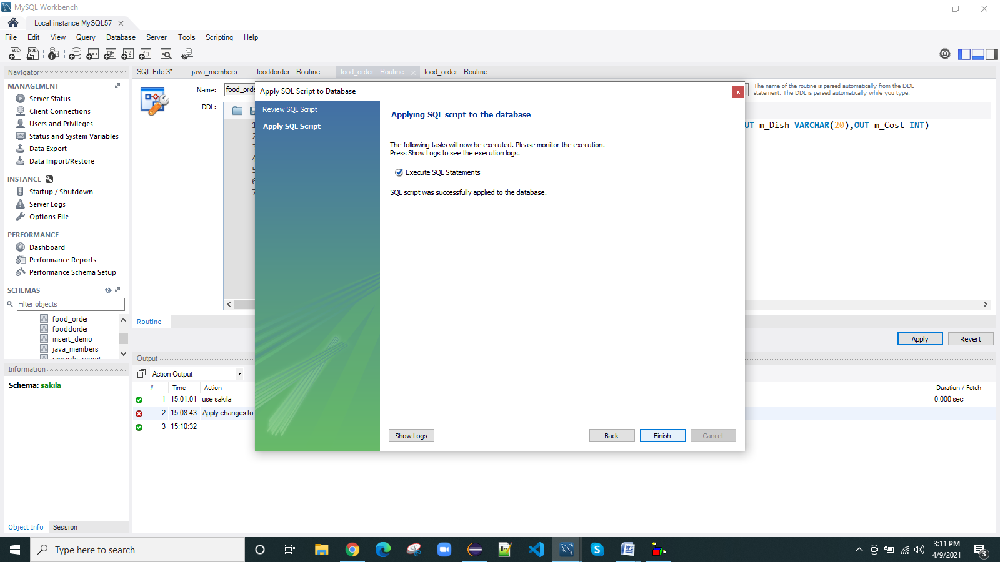 MySQL Workbench
Local instance MySQL57
File Edit View Query Database Server Tools Scripting Help
Navigator
MANAGEMENT
Server Status
Client Connections
Users and Privileges
Status and System Variables
Data Export
Data Import/Restore
INSTANCE
Startup / Shutdown
Server Logs
Options File
PERFORMANCE
Dashboard
Performance Reports
Performance Schema Setup
SCHEMAS
Filter objects
food_order
fooddorder
insert_demo
java_members
rewards_report
Information
Schema: sakila
Object Info Session
SQL File 3* java_members fooddorder - Routine food_order - Routine food_order - Routine
Name: food_orde
The name of the routine is parsed automatically from the DDL
statement. The DDL is parsed automatically while you type.
DDL:
1
2
3
4
5
6
7
UT m_Dish VARCHAR(20),OUT m_Cost INT)
Routine
Apply Revert
Apply SQL Script to Database
Review SQL Script
Apply SQL Script
Applying SQL script to the database
The following tasks will now be executed. Please monitor the execution.
Press Show Logs to see the execution logs.
Execute SQL Statements
SQL script was successfully applied to the database.
Show Logs Back Finish Cancel
Output
Action Output
# Time Action Duration / Fetch
1 15:01:01 use sakila 0.000 sec
2 15:08:43 Apply changes to
3 15:10:32
Type here to search
3:11 PM
4/9/2021
3